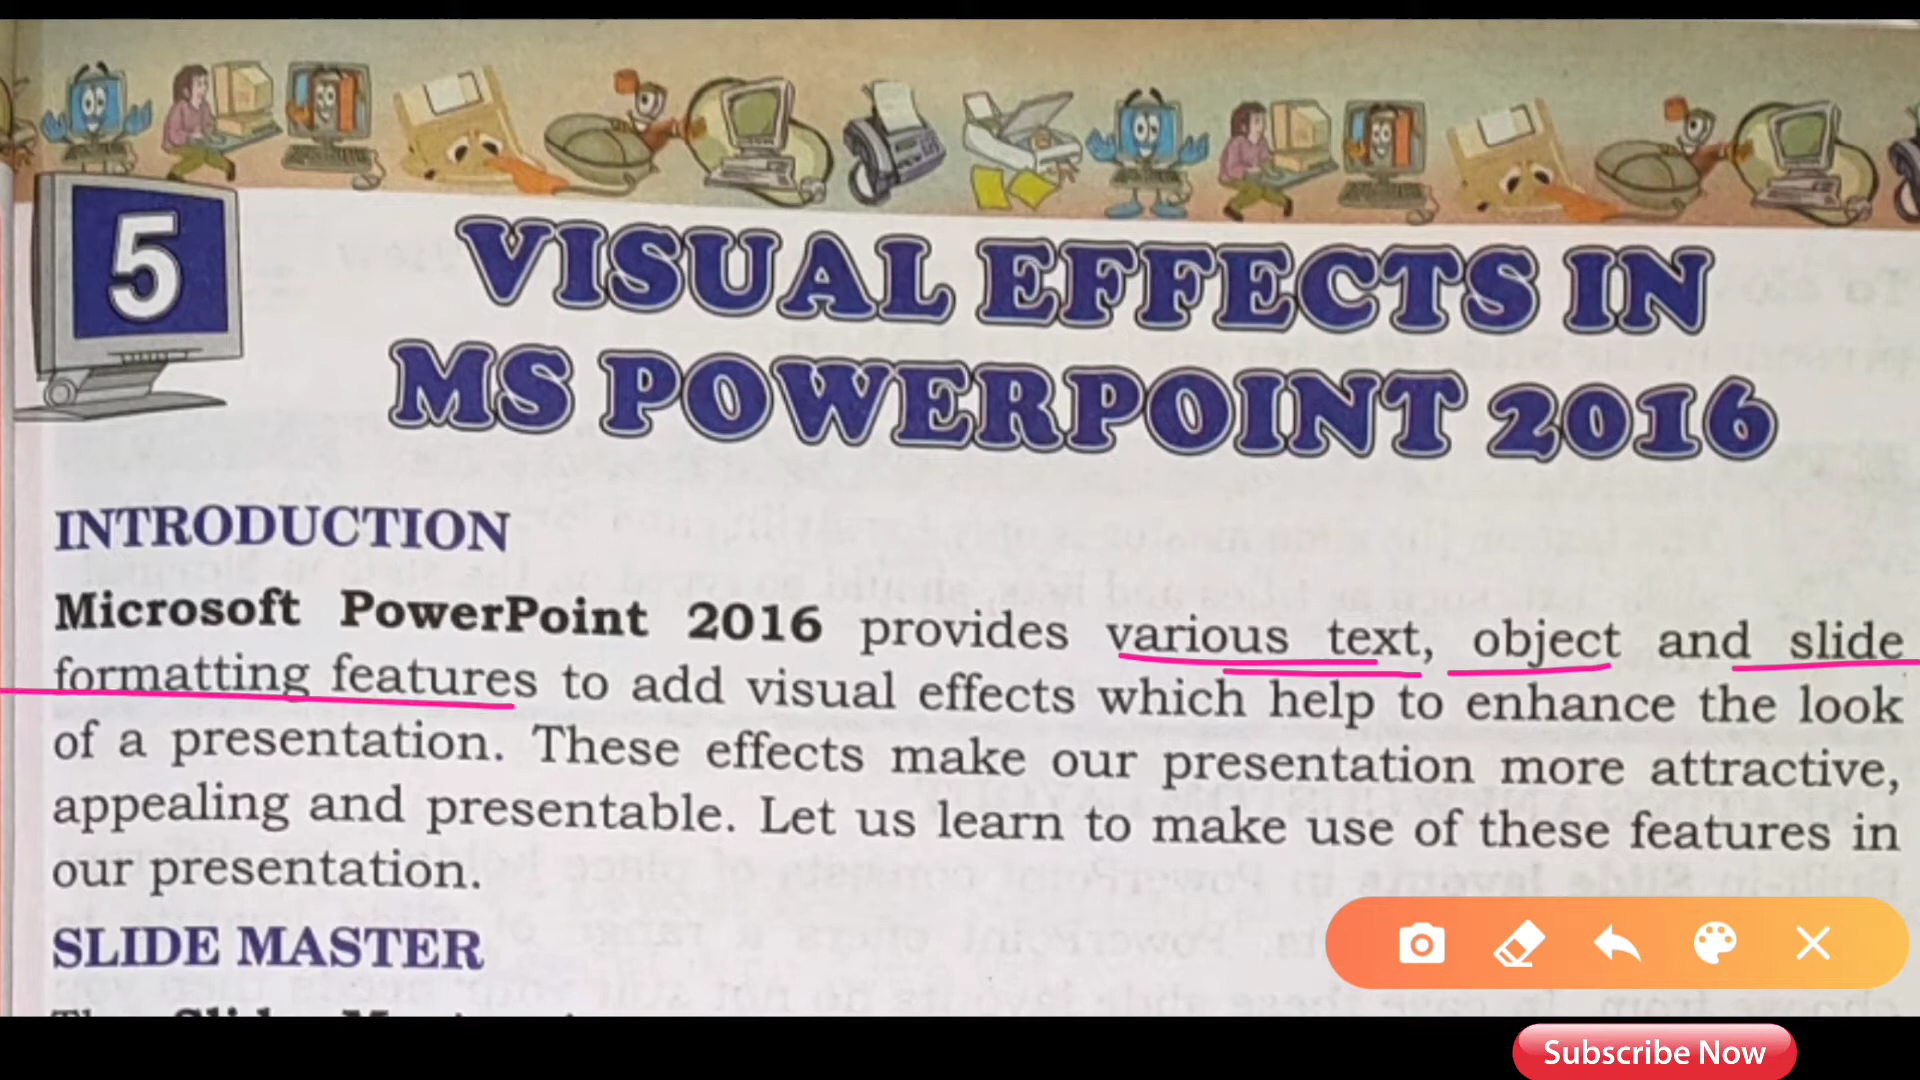 5
VISUAL EFFECTS IN
MS POWERPOINT 2016
INTRODUCTION
Microsoft PowerPoint 2016 provides various text, object and slide
formatting features to add visual effects which help to enhance the look
of a presentation. These effects make our presentation more attractive,
appealing and presentable. Let us learn to make use of these features in
our presentation.
SLIDE MASTER
Subscribe Now